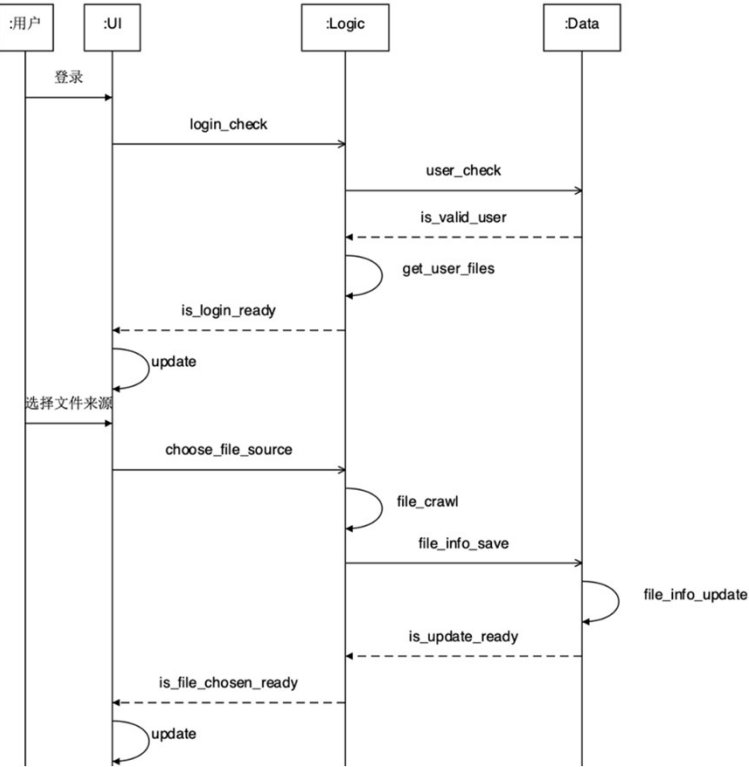 :用户
:UI
:Logic
:Data
登录
login_check
user_check
is_valid_user
get_user_files
is_login_ready
update
选择文件来源
choose_file_source
file_crawl
file_info_save
file_info_update
is_update_ready
is_file_chosen_ready
update